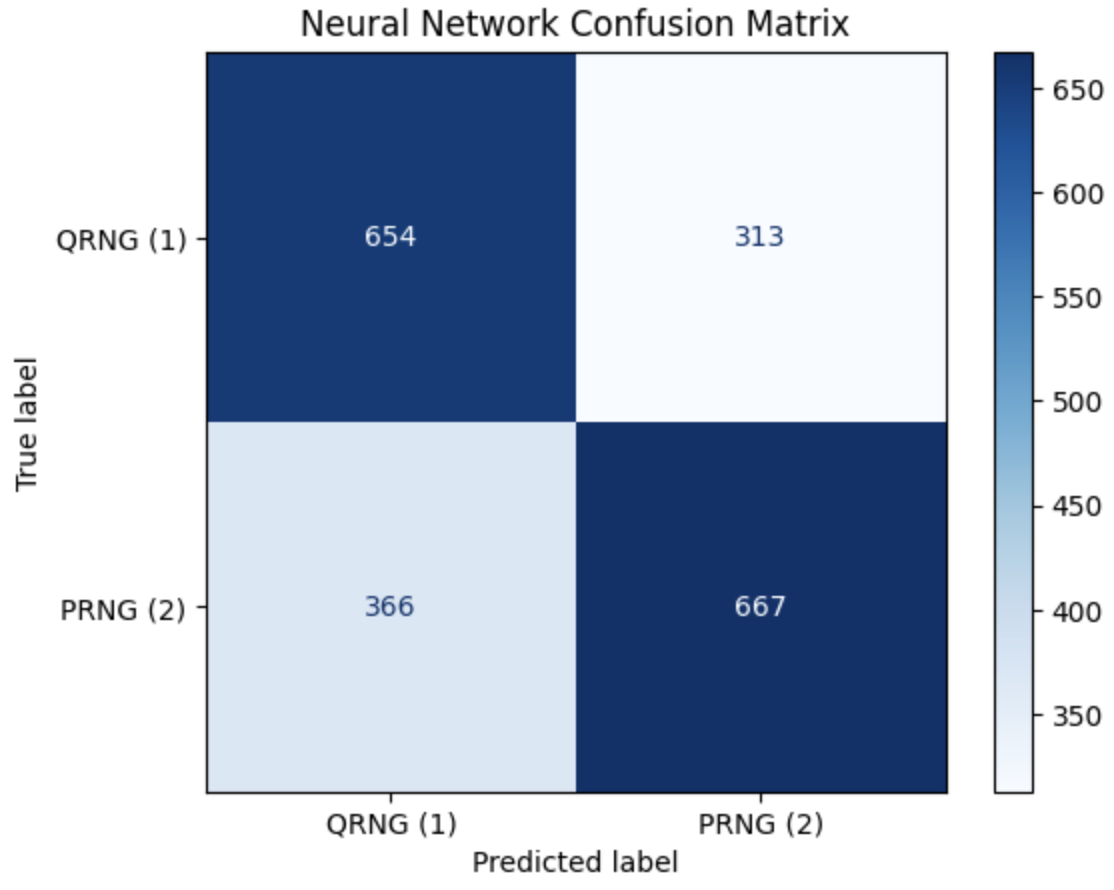 Neural Network Confusion Matrix
True label
QRNG (1)
654
313
PRNG (2)
366
667
QRNG (1)
PRNG (2)
Predicted label
650
600
550
500
450
400
350